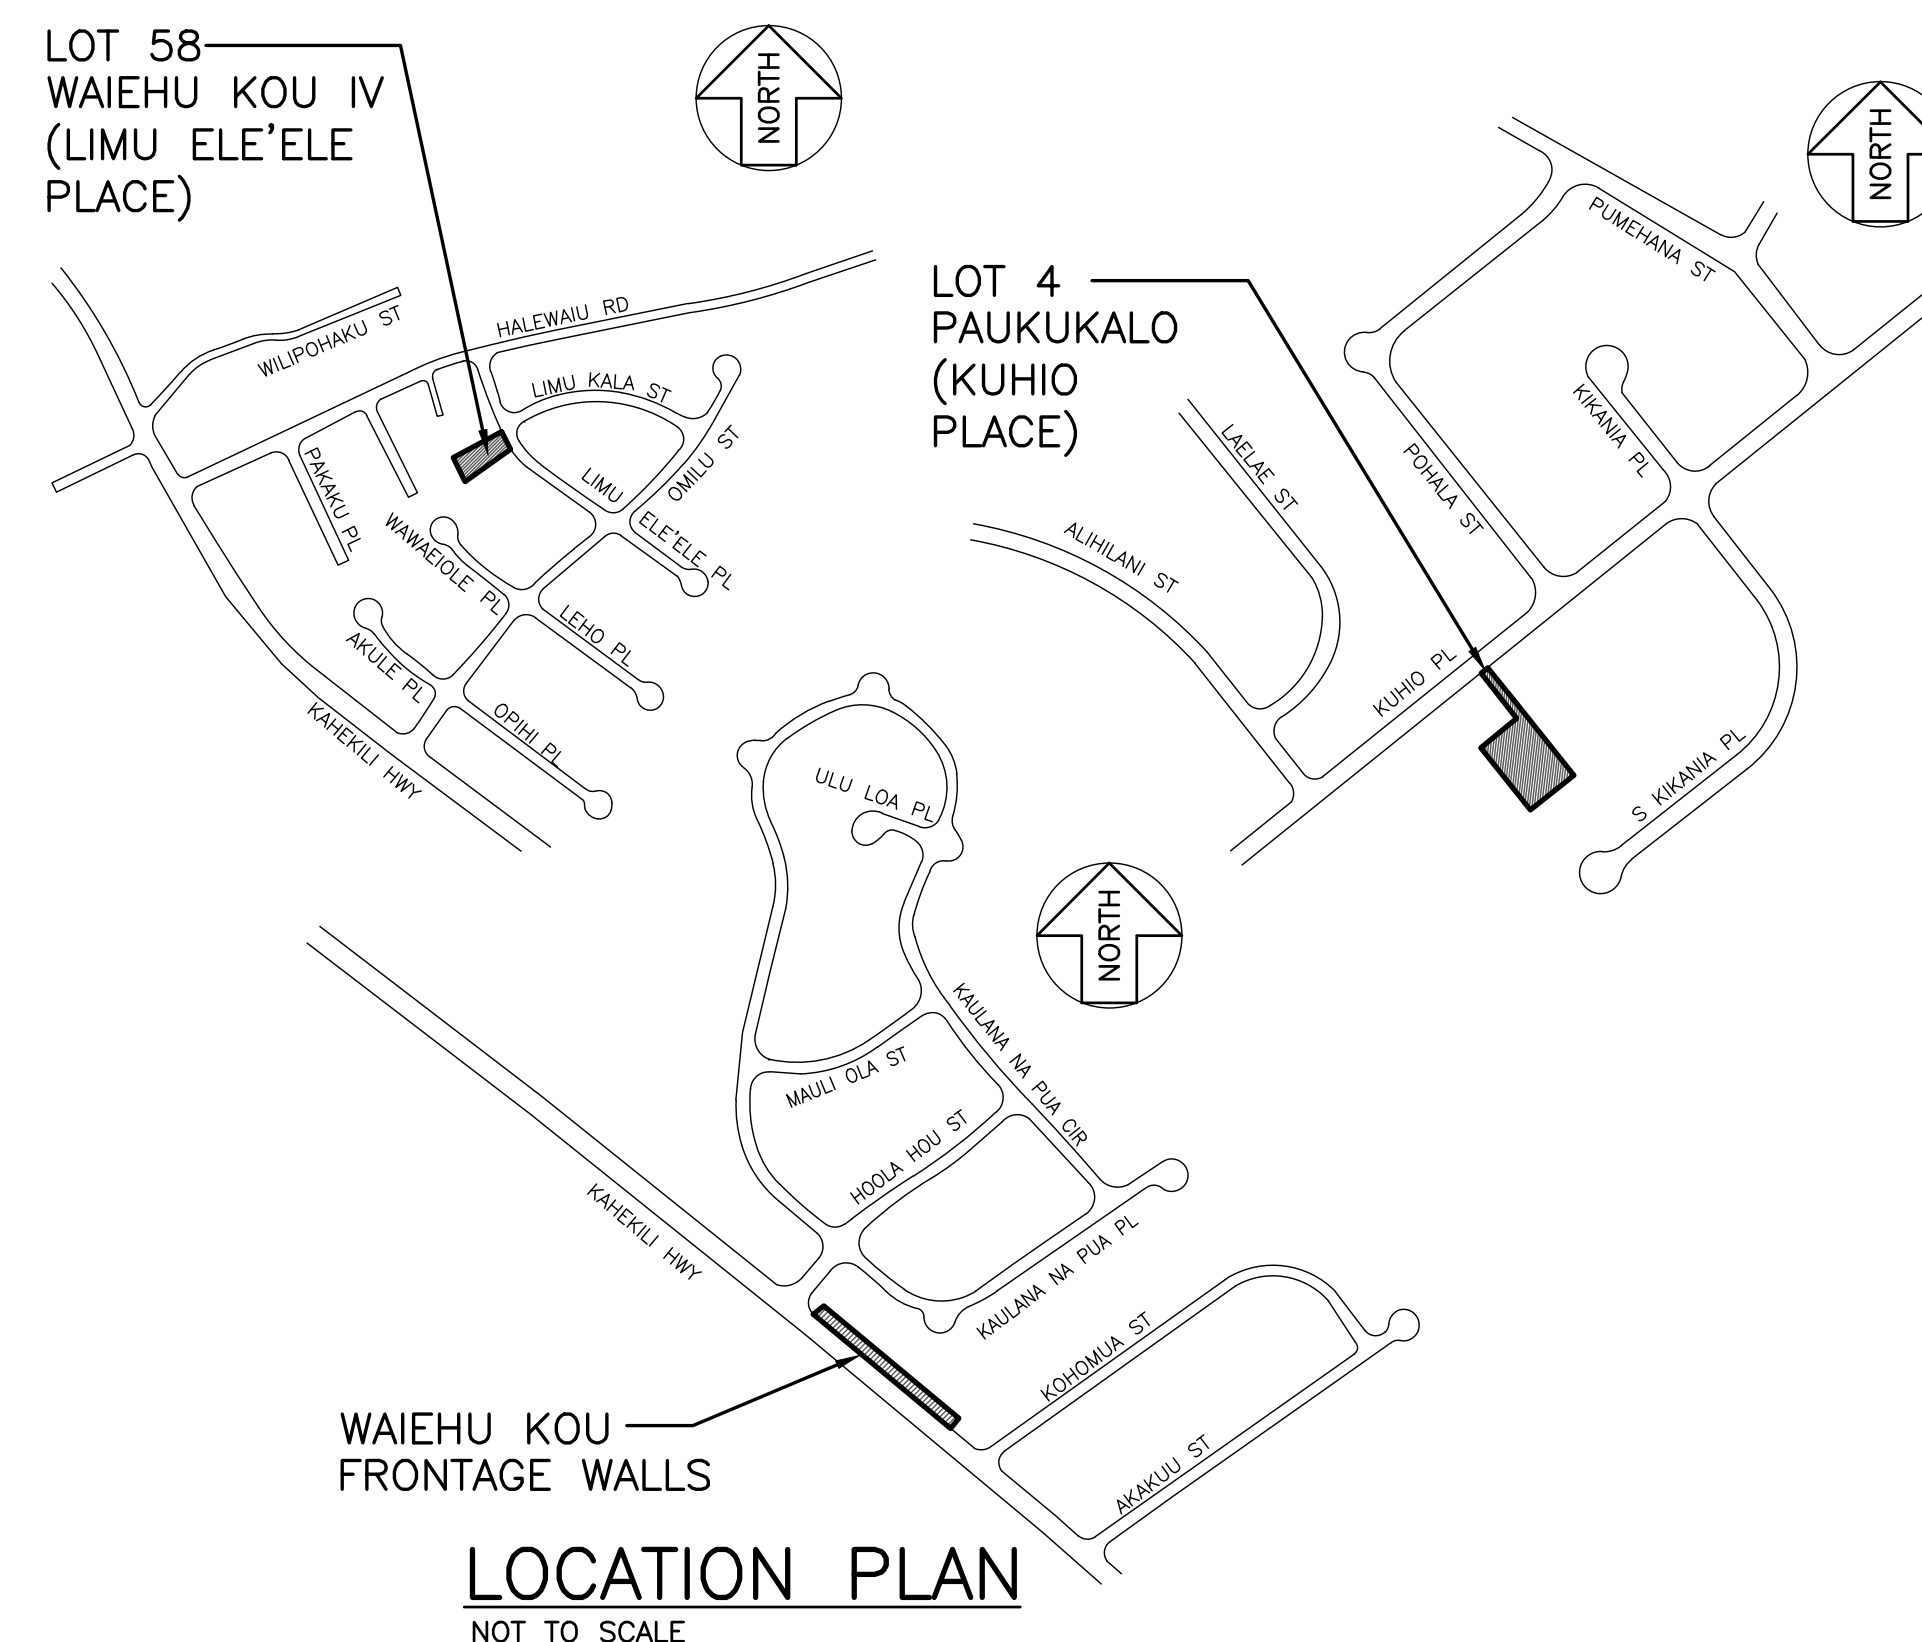 LOT 58
WAIEHU KOU IV
(LIMU ELE'ELE
PLACE)
NORTH
NORTH
LOT 4
PAUKUKALO
(KUHIO
PLACE)
PUMEHANA ST
WILIPOHAKU ST
HALEWAIU RD
LIMU KALA ST
OMILU ST
LIMU
ELE'ELE PL
PAKAKU PL
WAWAEIOLE PL
LEHO PL
AKULE PL
OPIHI PL
KAHEKILI HWY
KIKANIA PL
LAELAE ST
POHALA ST
ALIHILANI ST
KUHIO PL
S KIKANIA PL
ULU LOA PL
NORTH
KAULANA NA PUA CIR
MAULI OLA ST
HOOLA HOU ST
KAHEKILI HWY
KAULANA NA PUA PL
KOHOMUA ST
AKAKUU ST
WAIEHU KOU
FRONTAGE WALLS
LOCATION PLAN
NOT TO SCALE